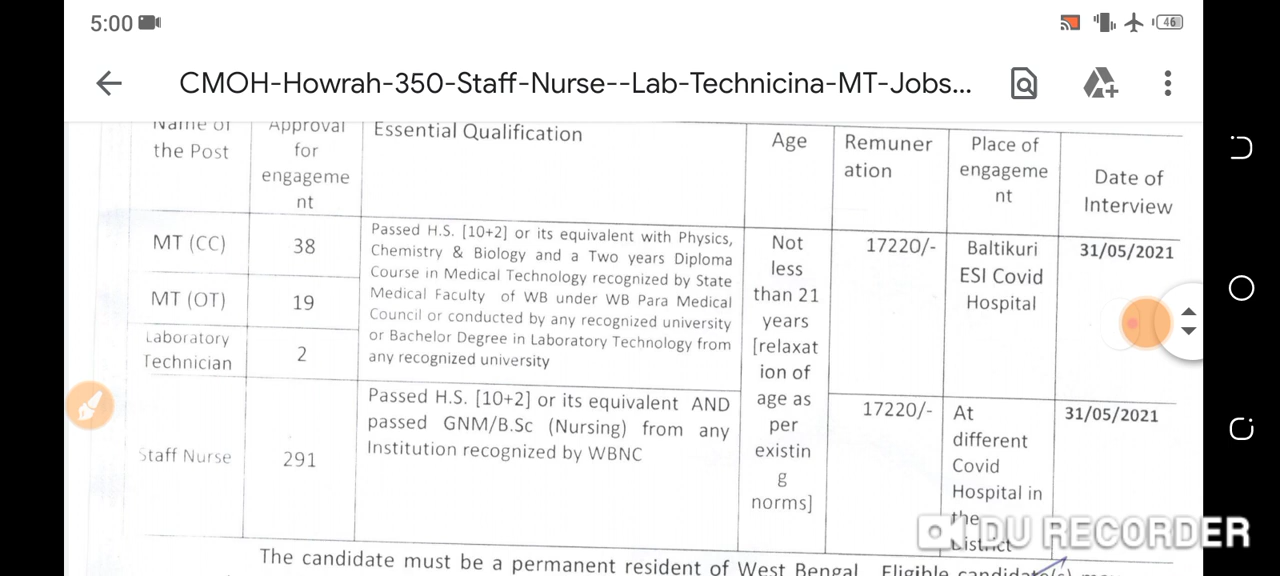 5:00
46
CMOH-Howrah-350-Staff-Nurse--Lab-Technicina-MT-Jobs...
Name of
the Post
Approval
for
engageme
nt
Essential Qualification
Age
Remuner
ation
Place of
engageme
nt
Date of
Interview
MT (CC)
38
MT (OT)
19
Laboratory
Technician
2
Passed H.S. [10+2] or its equivalent with Physics,
Chemistry & Biology and a Two years Diploma
Course in Medical Technology recognized by State
Medical Faculty of WB under WB Para Medical
Council or conducted by any recognized university
or Bachelor Degree in Laboratory Technology from
any recognized university
Not
less
than 21
years
[relaxat
ion of
age as
per
existin
g
norms]
17220/-
Baltikuri
ESI Covid
Hospital
31/05/2021
Staff Nurse
291
Passed H.S. [10+2] or its equivalent AND
passed GNM/B.Sc (Nursing) from any
Institution recognized by WBNC
17220/-
At
different
Covid
Hospital in
the
District
31/05/2021
The candidate must be a permanent resident of West Bengal. Eligible candidate(s) may
DU RECORDER